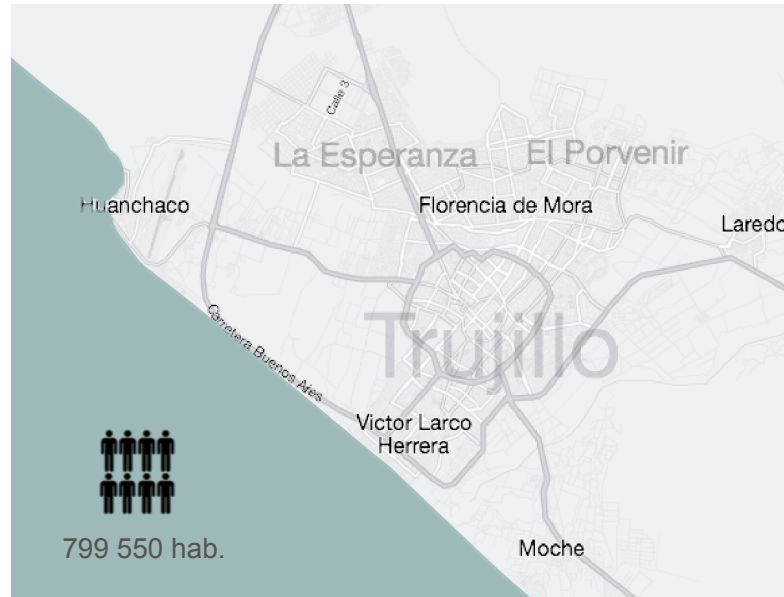 Calle 3
La Esperanza
El Porvenir
Huanchaco
Florencia de Mora
Laredo
Carretera Buenos Aires
Trujillo
Victor Larco
Herrera
799 550 hab.
Moche